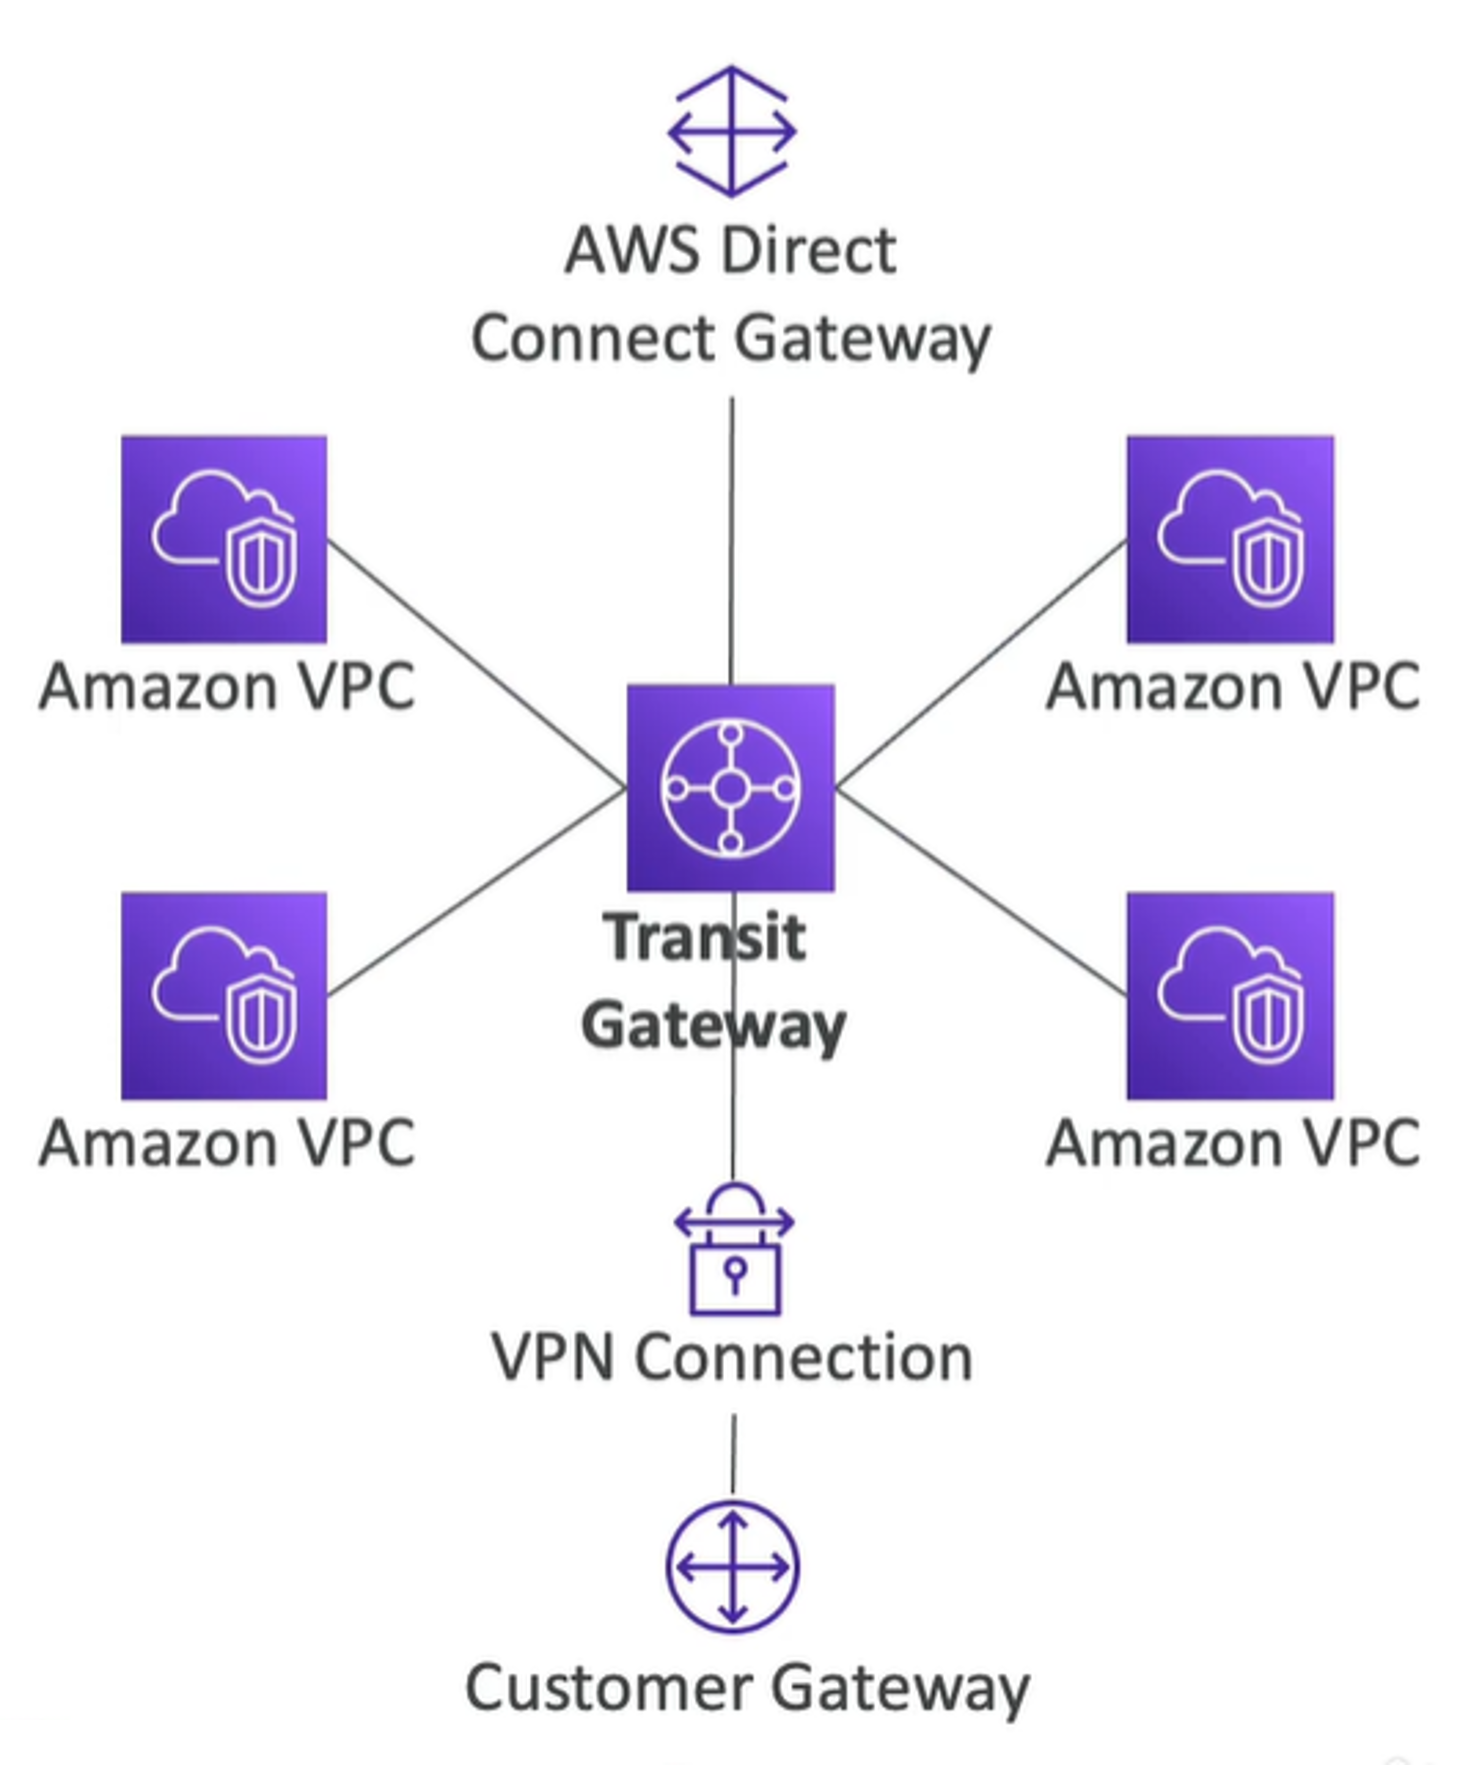 AWS Direct
Connect Gateway
Amazon VPC
Amazon VPC
Transit
Gateway
Amazon VPC
Amazon VPC
VPN Connection
Customer Gateway